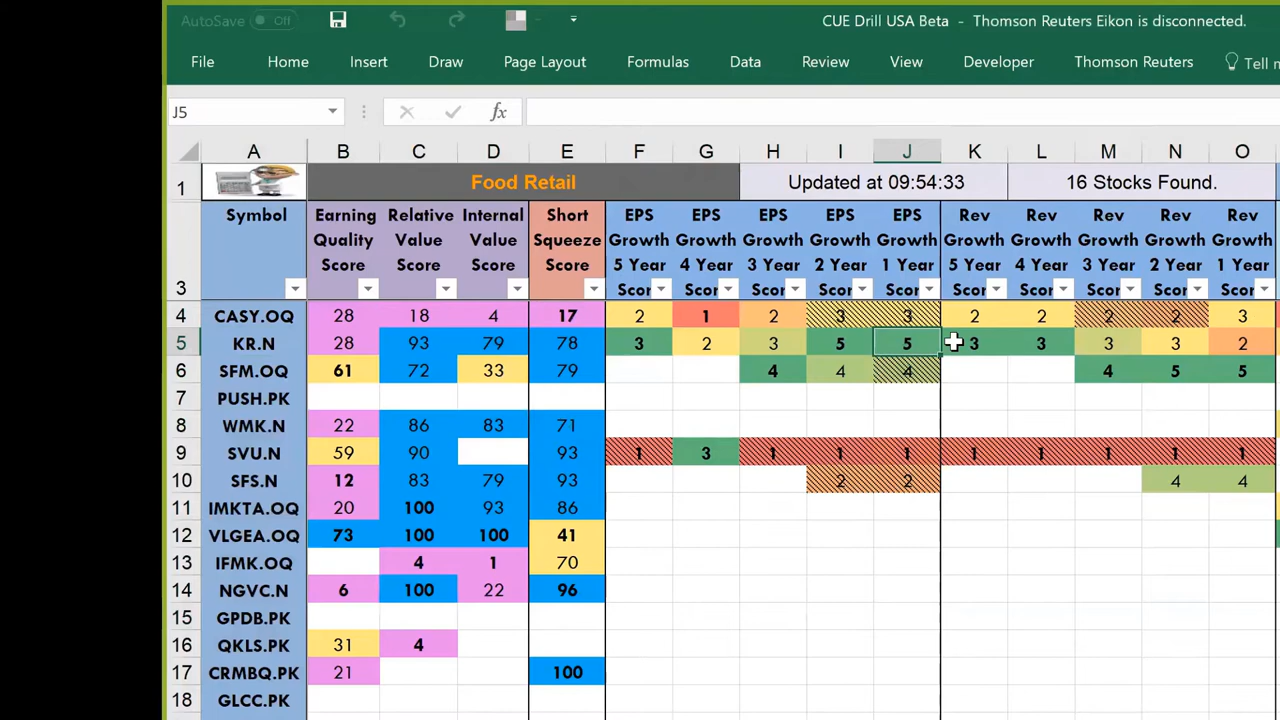 AutoSave Off CUE Drill USA Beta - Thomson Reuters Eikon is disconnected.
File Home Insert Draw Page Layout Formulas Data Review View Developer Thomson Reuters Tell
J5 fx
A B C D E F G H I J K L M N O
1 Food Retail Updated at 09:54:33 16 Stocks Found.
Symbol Earning Relative Internal Short EPS EPS EPS EPS EPS Rev Rev Rev Rev Rev
Quality Value Value Squeeze Growth Growth Growth Growth Growth Growth Growth Growth Growth Growth
Score Score Score Score 5 Year 4 Year 3 Year 2 Year 1 Year 5 Year 4 Year 3 Year 2 Year 1 Year
3 Scor Scor Scor Scor Scor Scor Scor Scor Scor Scor
4 CASY.OQ 28 18 4 17 2 1 2 3 3 2 2 2 2 3
5 KR.N 28 93 79 78 3 2 3 5 5 3 3 3 3 2
6 SFM.OQ 61 72 33 79 4 4 4 4 5 5
7 PUSH.PK
8 WMK.N 22 86 83 71
9 SVU.N 59 90 93 1 3 1 1 1 1 1 1 1 1
10 SFS.N 12 83 79 93 2 2 4 4
11 IMKTA.OQ 20 100 93 86
12 VLGEA.OQ 73 100 100 41
13 IFMK.OQ 4 1 70
14 NGVC.N 6 100 22 96
15 GPDB.PK
16 QKLS.PK 31 4
17 CRMBQ.PK 21 100
18 GLCC.PK